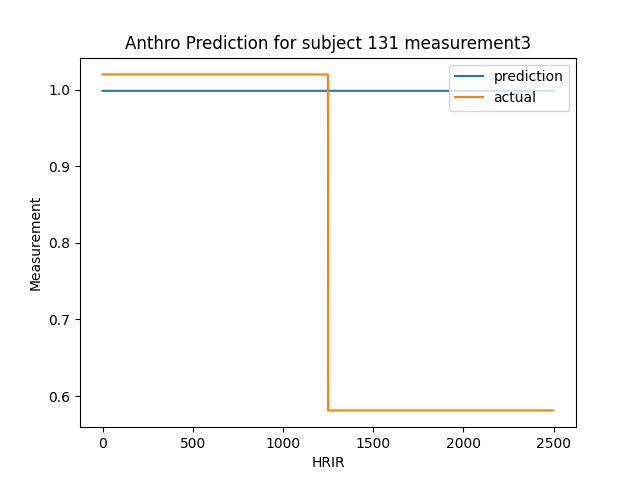 Anthro Prediction for subject 131 measurement3
prediction
actual
1.0
0.9
0.8
0.7
0.6
Measurement
0
500
1000
1500
2000
2500
HRIR